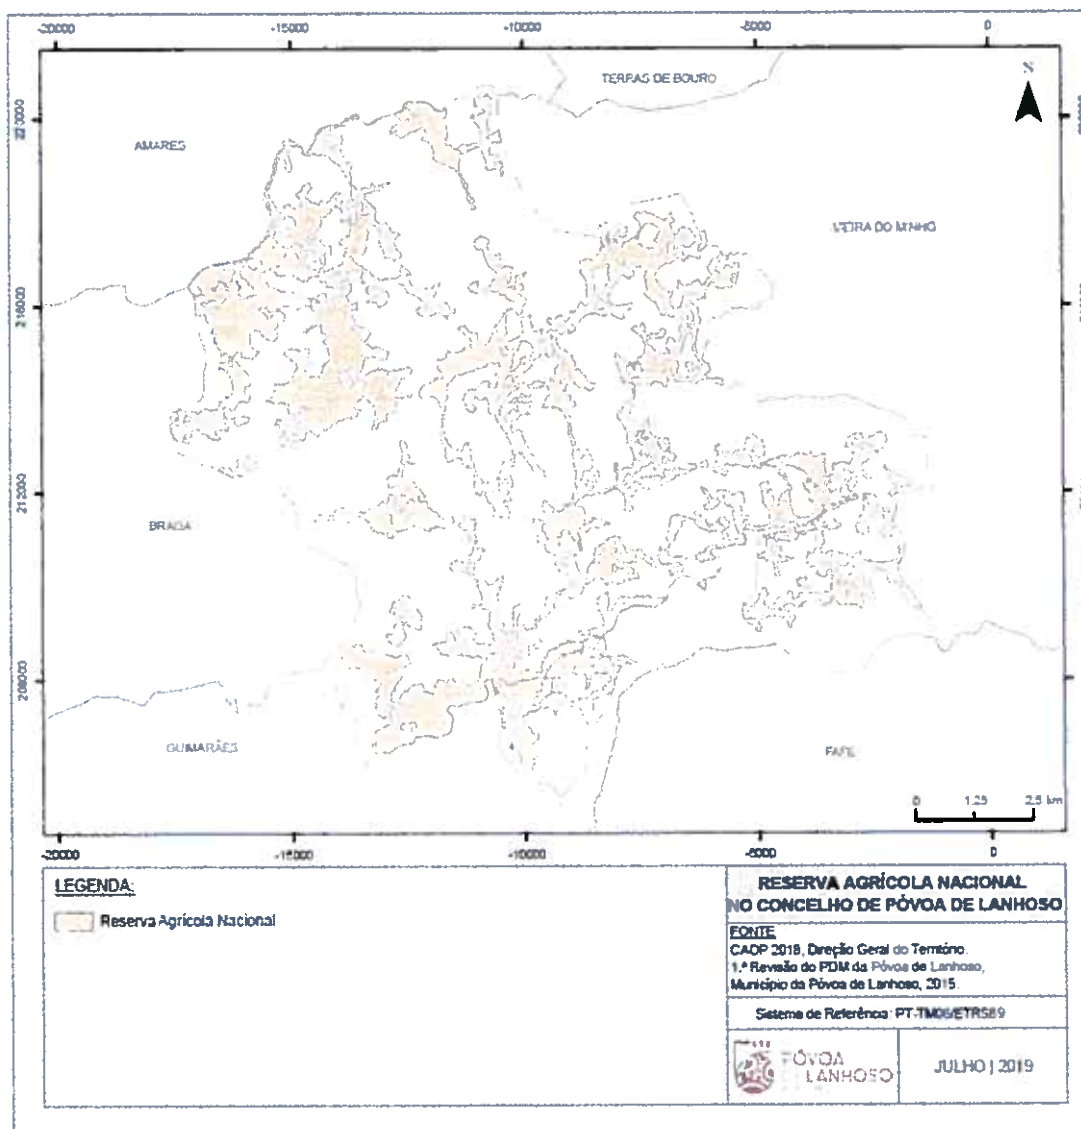 -20000 -15000 -10000 -5000 0
TERRAS DE BOURO
AMARES
VIEIRA DO MINHO
216000
212000
BRAGA
208000
GUIMARÃES
FAFE
0 1.25 2.5 km
-20000 -15000 -10000 -5000 0
LEGENDA:
Reserva Agrícola Nacional
RESERVA AGRÍCOLA NACIONAL
NO CONCELHO DE PÓVOA DE LANHOSO
FONTE
CAOP 2018, Direção Geral do Território.
1.ª Revisão do PDM da Póvoa de Lanhoso,
Município da Póvoa de Lanhoso, 2015.
Sistema de Referência: PT-TM06/ETRS89
PÓVOA
LANHOSO
JULHO | 2019